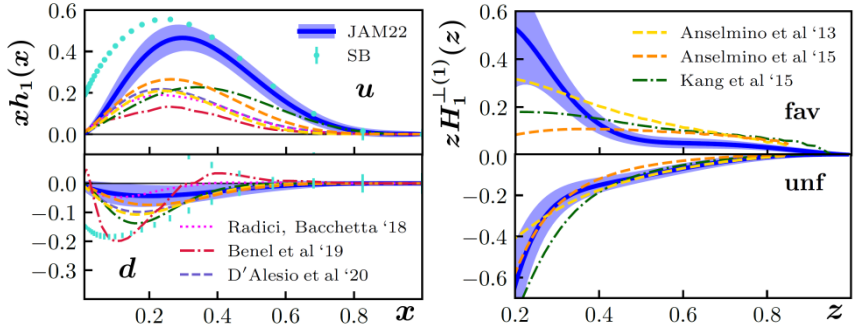 JAM22
SB
xh₁(x)
u
0.4
0.2
0.0
Radici, Bacchetta ‘18
Benel et al ‘19
D′Alesio et al ‘20
d
0.0
−0.1
−0.2
−0.3
0.2
0.4
0.6
0.8
x
Anselmino et al ‘13
Anselmino et al ‘15
Kang et al ‘15
zH₁^⊥(1)(z)
fav
0.6
0.4
0.2
0.0
unf
−0.2
−0.4
−0.6
0.2
0.4
0.6
0.8
z